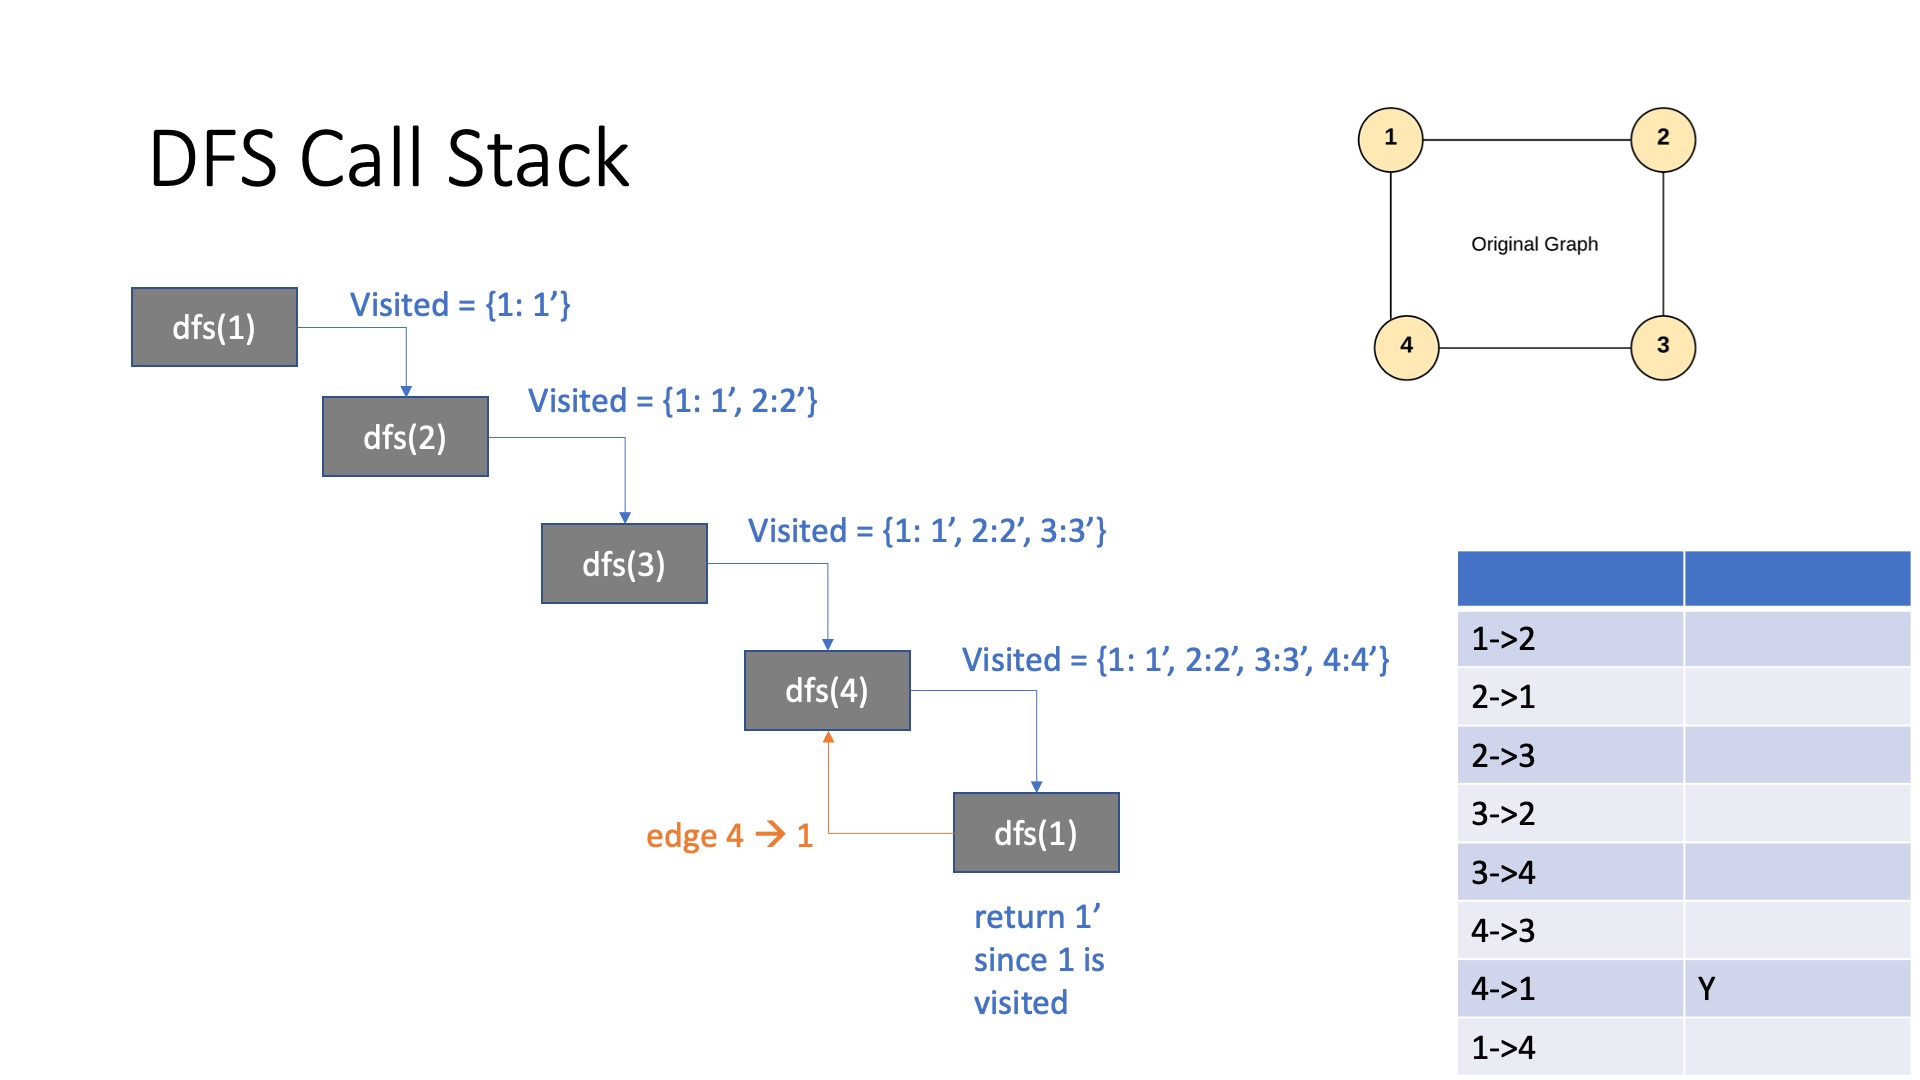 DFS Call Stack
1
2
Original Graph
4
3
dfs(1)
Visited = {1: 1’}
dfs(2)
Visited = {1: 1’, 2:2’}
dfs(3)
Visited = {1: 1’, 2:2’, 3:3’}
dfs(4)
Visited = {1: 1’, 2:2’, 3:3’, 4:4’}
edge 4 → 1
dfs(1)
return 1’
since 1 is
visited
1->2
2->1
2->3
3->2
3->4
4->3
4->1 Y
1->4